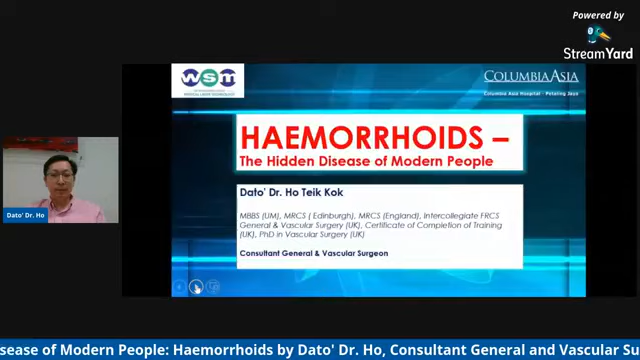 Powered by
StreamYard
WSM
COLUMBIAASIA
Columbia Asia Hospital - Petaling Jaya
HAEMORRHOIDS –
The Hidden Disease of Modern People
Dato' Dr. Ho Teik Kok
MBBS (UM), MRCS ( Edinburgh), MRCS (England), Intercollegiate FRCS
General & Vascular Surgery (UK), Certificate of Completion of Training
(UK), PhD in Vascular Surgery (UK)
Consultant General & Vascular Surgeon
Dato' Dr. Ho
sease of Modern People: Haemorrhoids by Dato' Dr. Ho, Consultant General and Vascular Su